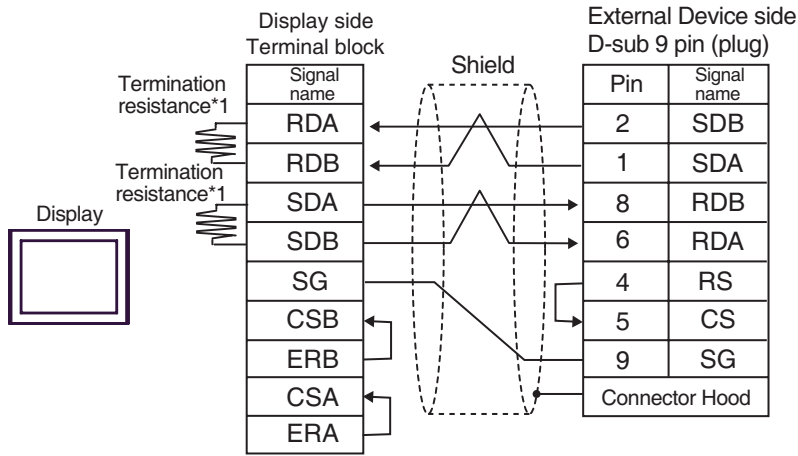 Display side
Terminal block
External Device side
D-sub 9 pin (plug)
Shield
Termination
resistance*1
Termination
resistance*1
Display
Signal
name
RDA
RDB
SDA
SDB
SG
CSB
ERB
CSA
ERA
Pin
Signal
name
2 SDB
1 SDA
8 RDB
6 RDA
4 RS
5 CS
9 SG
Connector Hood